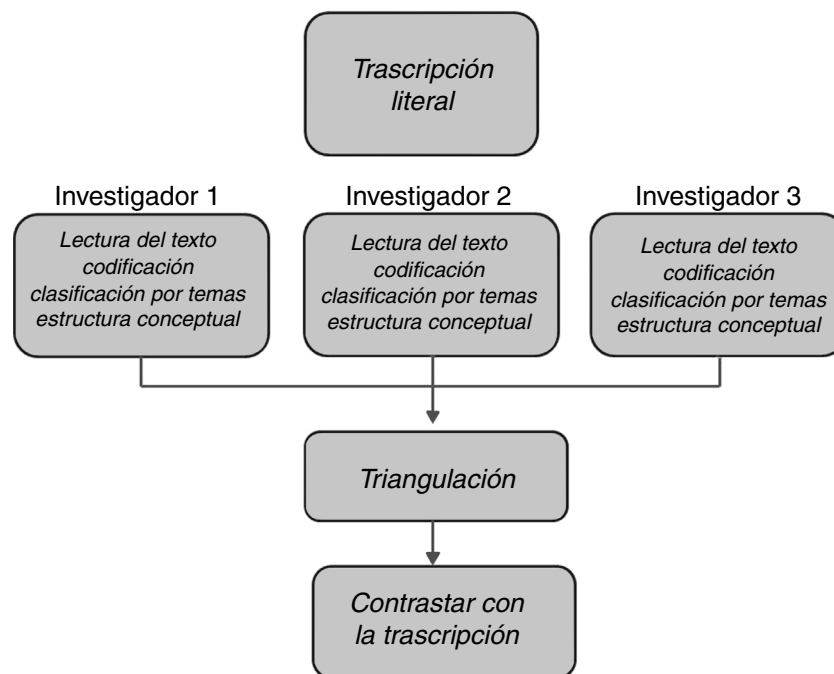 Trascripción
literal
Investigador 1
Lectura del texto
codificación
clasificación por temas
estructura conceptual
Investigador 2
Lectura del texto
codificación
clasificación por temas
estructura conceptual
Investigador 3
Lectura del texto
codificación
clasificación por temas
estructura conceptual
Triangulación
Contrastar con
la trascripción